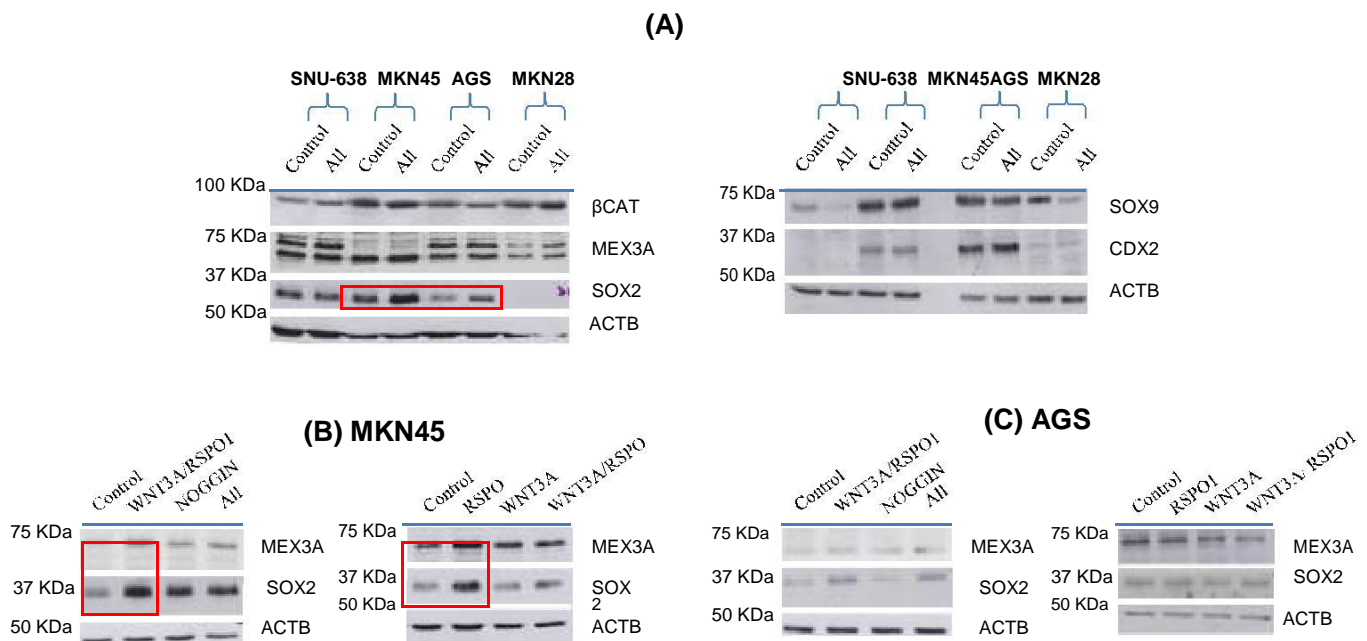 (A)
SNU-638 MKN45 AGS MKN28
Control All Control All Control All Control All
100 KDa
βCAT
75 KDa
MEX3A
37 KDa
SOX2
50 KDa
ACTB
SNU-638 MKN45AGS MKN28
Control All Control All Control All Control All
75 KDa
SOX9
37 KDa
CDX2
50 KDa
ACTB
(B) MKN45
Control WNT3A/RSPO1 NOGGIN All
75 KDa
MEX3A
37 KDa
SOX2
50 KDa
ACTB
Control RSPO WNT3A WNT3A/RSPO
75 KDa
MEX3A
37 KDa
SOX
2
50 KDa
ACTB
(C) AGS
Control WNT3A/RSPO1 NOGGIN All
75 KDa
MEX3A
37 KDa
SOX2
50 KDa
ACTB
Control RSPO1 WNT3A WNT3A/ RSPO1
75 KDa
MEX3A
37 KDa
SOX2
50 KDa
ACTB